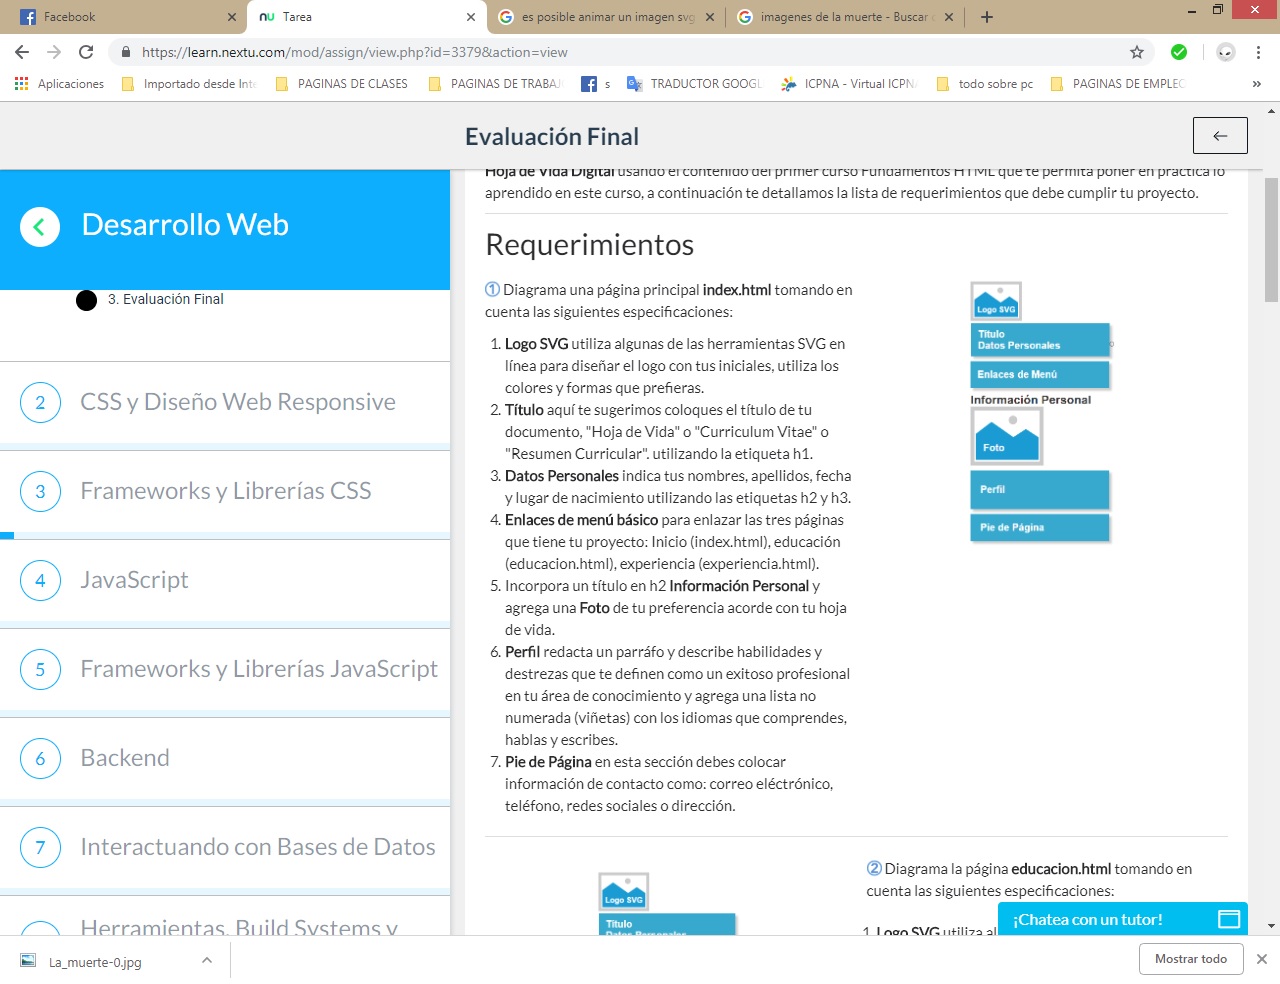 Facebook
Tarea
es posible animar un imagen svg
imagenes de la muerte - Buscar
https://learn.nextu.com/mod/assign/view.php?id=3379&action=view
Aplicaciones
Importado desde Inte
PAGINAS DE CLASES
PAGINAS DE TRABA
s
TRADUCTOR GOOGL
ICPNA - Virtual ICPN
todo sobre pc
PAGINAS DE EMPLEC
»
Evaluación Final
Desarrollo Web
3. Evaluación Final
2 CSS y Diseño Web Responsive
3 Frameworks y Librerías CSS
4 JavaScript
5 Frameworks y Librerías JavaScript
6 Backend
7 Interactuando con Bases de Datos
Herramientas, Build Systems y
Hoja de Vida Digital usando el contenido del primer curso Fundamentos HTML que te permita poner en práctica lo
aprendido en este curso, a continuación te detallamos la lista de requerimientos que debe cumplir tu proyecto.
Requerimientos
① Diagrama una página principal index.html tomando en
cuenta las siguientes especificaciones:
1. Logo SVG utiliza algunas de las herramientas SVG en
línea para diseñar el logo con tus iniciales, utiliza los
colores y formas que prefieras.
2. Título aquí te sugerimos coloques el título de tu
documento, "Hoja de Vida" o "Curriculum Vitae" o
"Resumen Curricular". utilizando la etiqueta h1.
3. Datos Personales indica tus nombres, apellidos, fecha
y lugar de nacimiento utilizando las etiquetas h2 y h3.
4. Enlaces de menú básico para enlazar las tres páginas
que tiene tu proyecto: Inicio (index.html), educación
(educacion.html), experiencia (experiencia.html).
5. Incorpora un título en h2 Información Personal y
agrega una Foto de tu preferencia acorde con tu hoja
de vida.
6. Perfil redacta un parráfo y describe habilidades y
destrezas que te definen como un exitoso profesional
en tu área de conocimiento y agrega una lista no
numerada (viñetas) con los idiomas que comprendes,
hablas y escribes.
7. Pie de Página en esta sección debes colocar
información de contacto como: correo eléctrónico,
teléfono, redes sociales o dirección.
Logo SVG
Título
Datos Personales
Enlaces de Menú
Información Personal
Foto
Perfil
Pie de Página
Logo SVG
Título
Datos Personales
② Diagrama la página educacion.html tomando en
cuenta las siguientes especificaciones:
1. Logo SVG utiliza al
¡Chatea con un tutor!
La_muerte-0.jpg
Mostrar todo